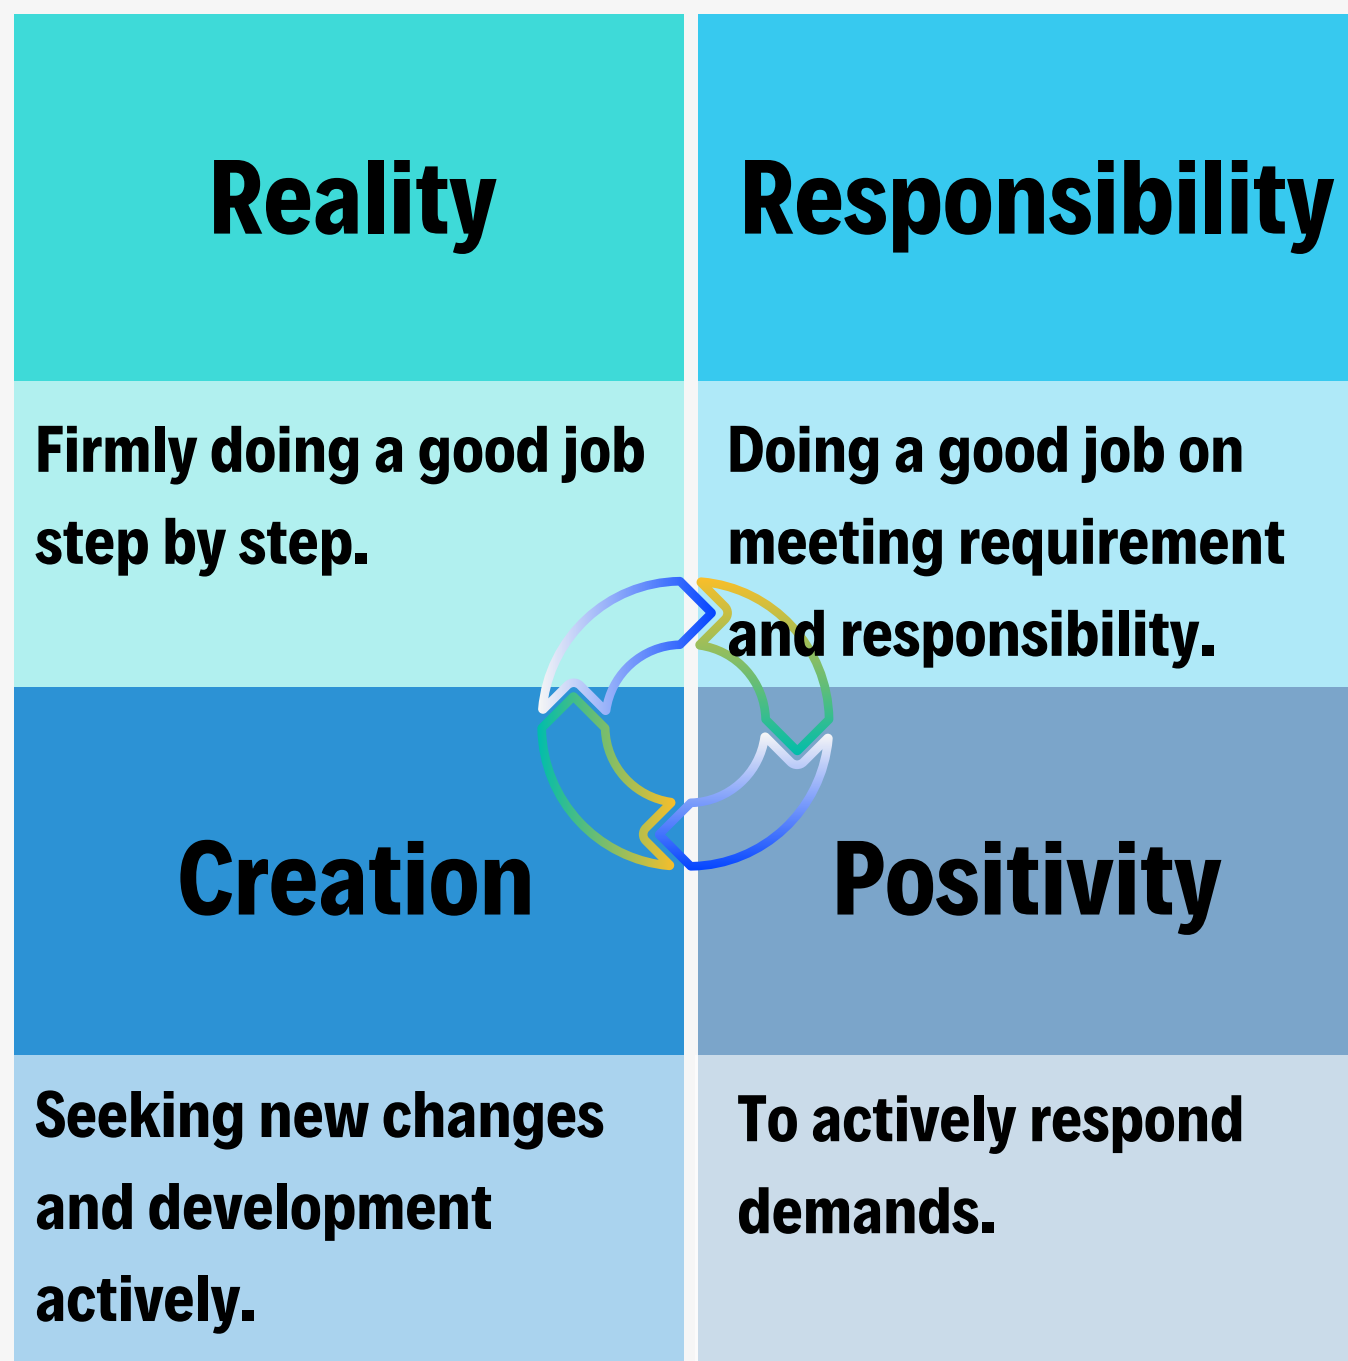 Reality
Firmly doing a good job
step by step.
Responsibility
Doing a good job on
meeting requirement
and responsibility.
Creation
Seeking new changes
and development
actively.
Positivity
To actively respond
demands.